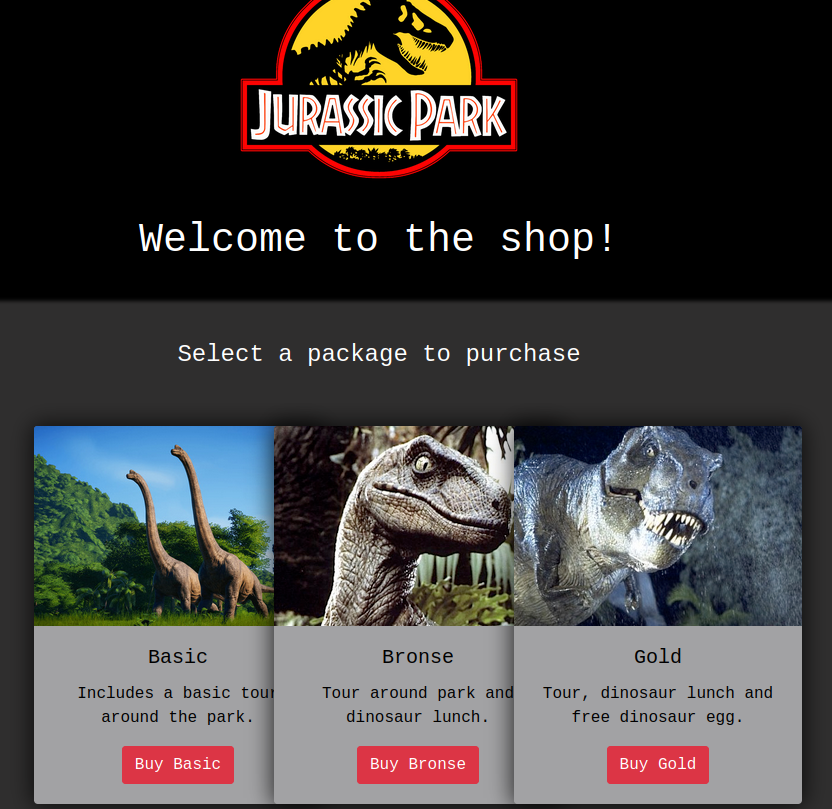 JURASSIC PARK
Welcome to the shop!
Select a package to purchase
Basic
Includes a basic tour
around the park.
Buy Basic
Bronse
Tour around park and
dinosaur lunch.
Buy Bronse
Gold
Tour, dinosaur lunch and
free dinosaur egg.
Buy Gold